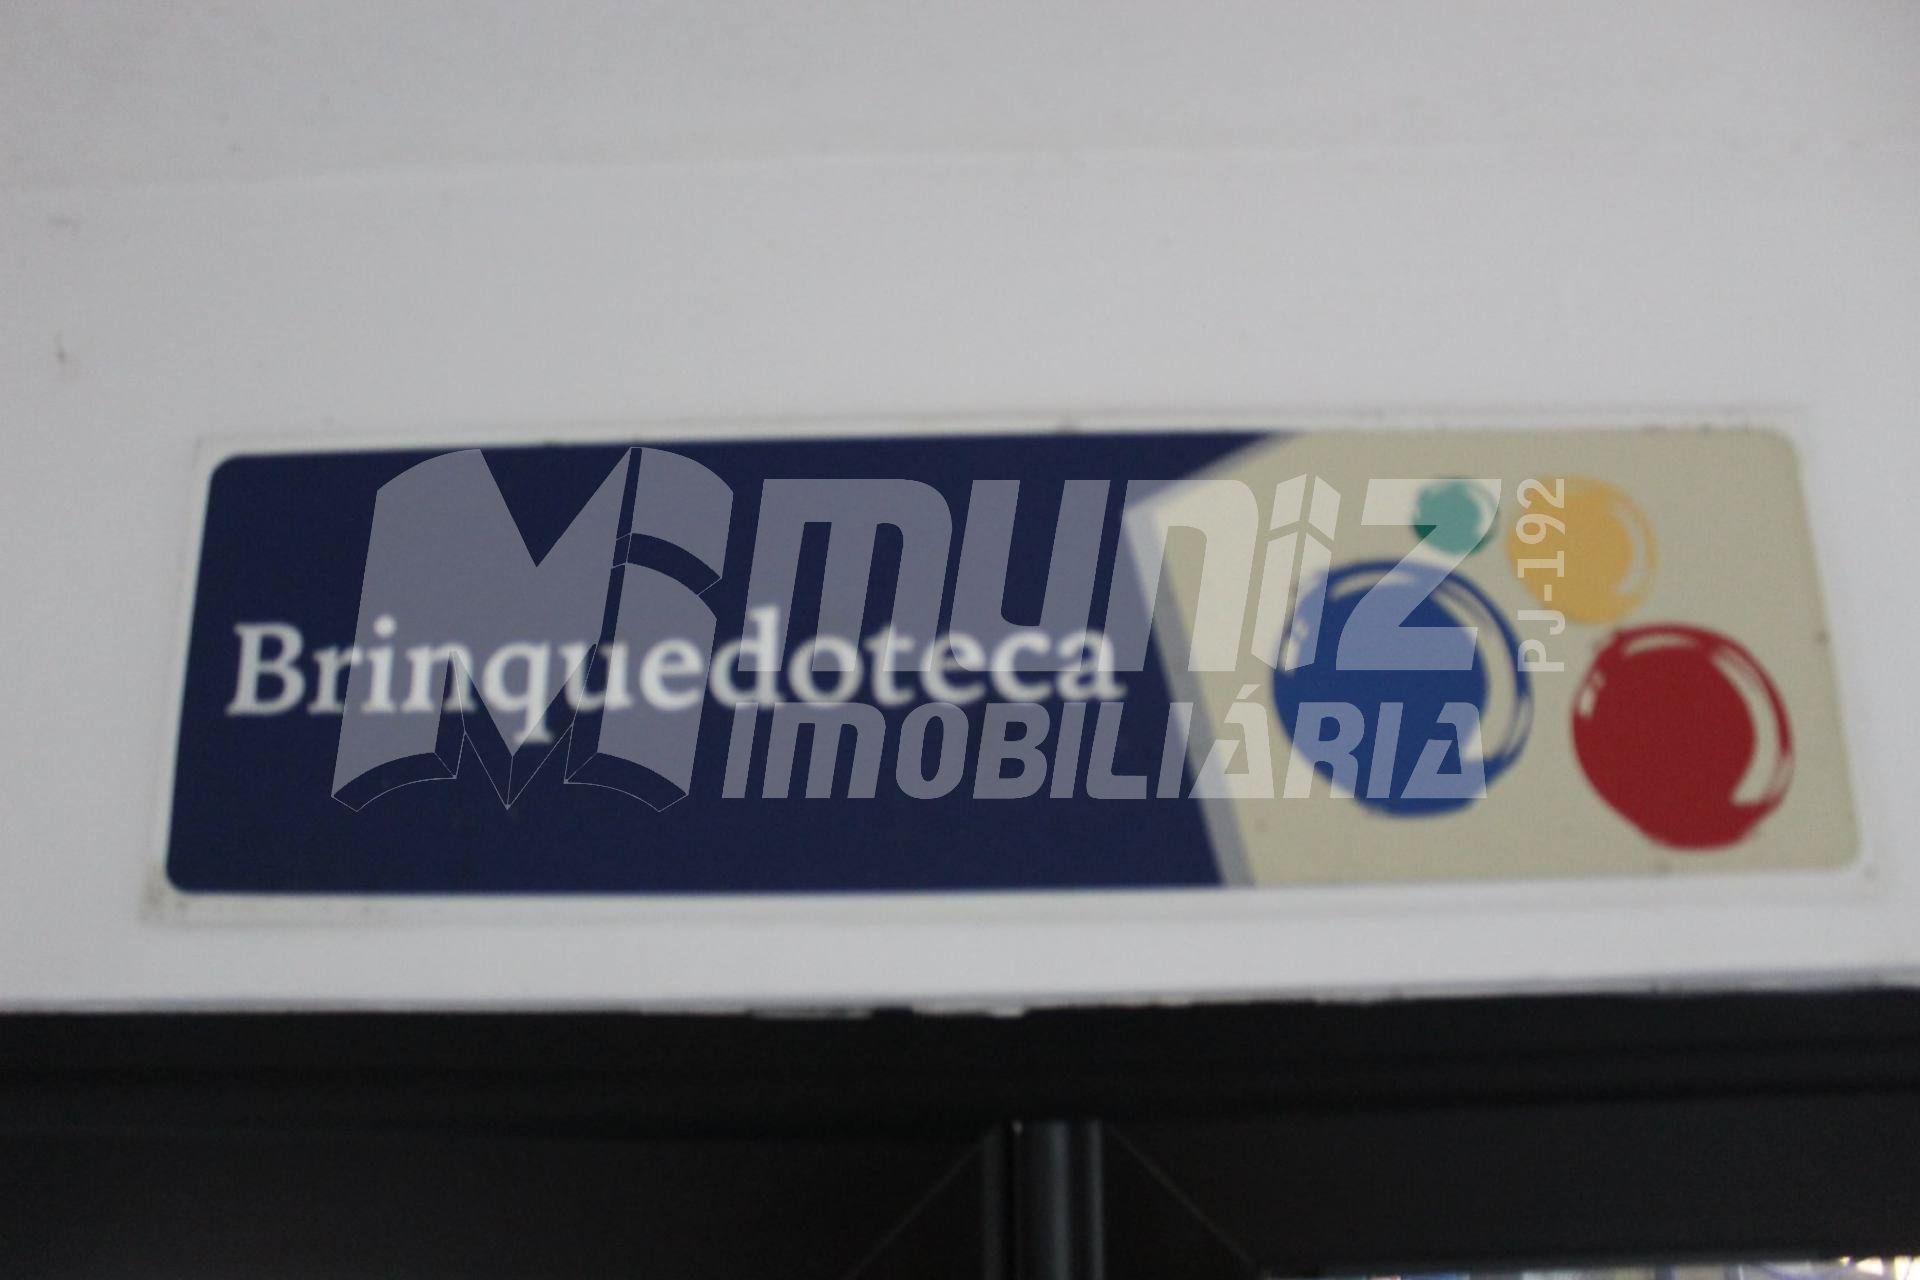 Brinquedoteca
MUNIZ
IMOBILIÁRIA
PJ-192